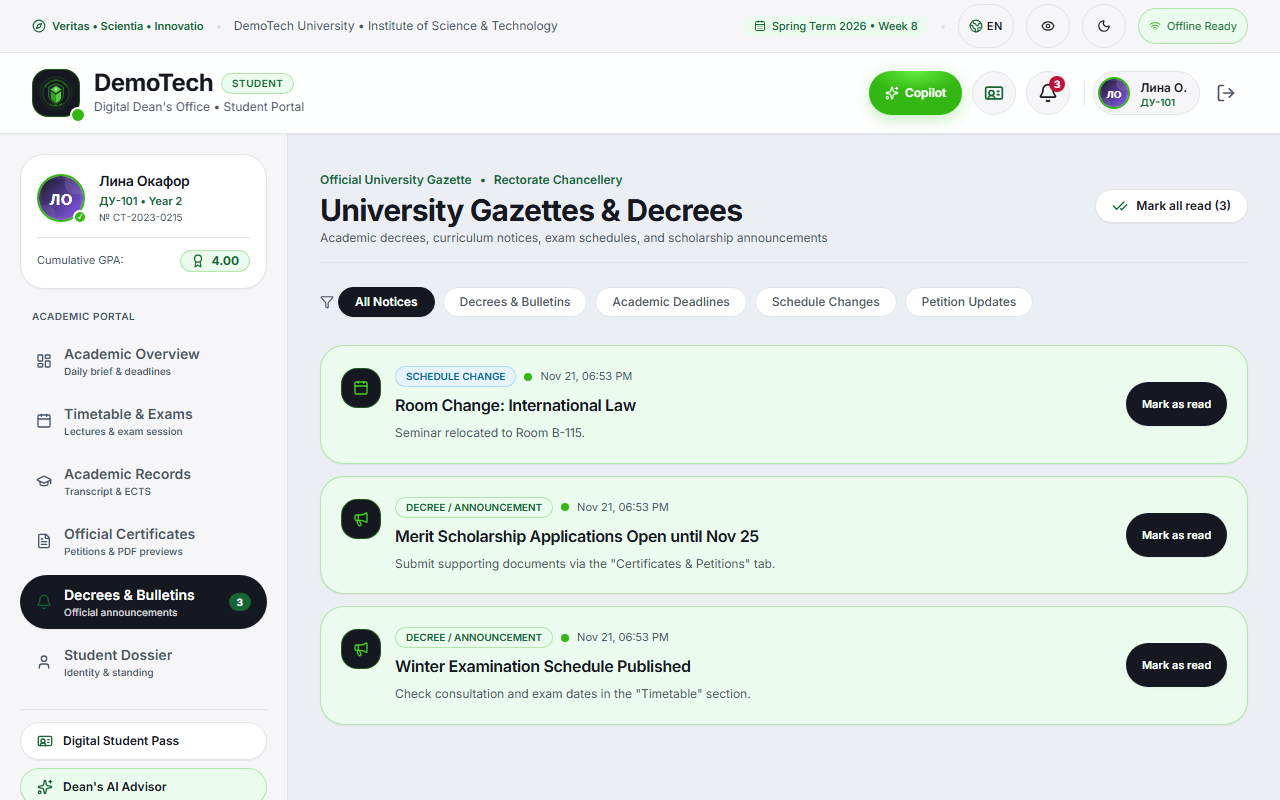 Veritas • Scientia • Innovatio • DemoTech University • Institute of Science & Technology
Spring Term 2026 • Week 8 • EN Offline Ready
DemoTech STUDENT
Digital Dean's Office • Student Portal
Copilot
3
ЛО
Лина О.
ДУ-101
ЛО
Лина Окафор
ДУ-101 • Year 2
№ CT-2023-0215
Cumulative GPA: 4.00
ACADEMIC PORTAL
Academic Overview
Daily brief & deadlines
Timetable & Exams
Lectures & exam session
Academic Records
Transcript & ECTS
Official Certificates
Petitions & PDF previews
Decrees & Bulletins
Official announcements
3
Student Dossier
Identity & standing
Digital Student Pass
Dean's AI Advisor
Official University Gazette • Rectorate Chancellery
University Gazettes & Decrees
Academic decrees, curriculum notices, exam schedules, and scholarship announcements
Mark all read (3)
All Notices Decrees & Bulletins Academic Deadlines Schedule Changes Petition Updates
SCHEDULE CHANGE Nov 21, 06:53 PM
Room Change: International Law
Seminar relocated to Room B-115.
Mark as read
DECREE / ANNOUNCEMENT Nov 21, 06:53 PM
Merit Scholarship Applications Open until Nov 25
Submit supporting documents via the "Certificates & Petitions" tab.
Mark as read
DECREE / ANNOUNCEMENT Nov 21, 06:53 PM
Winter Examination Schedule Published
Check consultation and exam dates in the "Timetable" section.
Mark as read